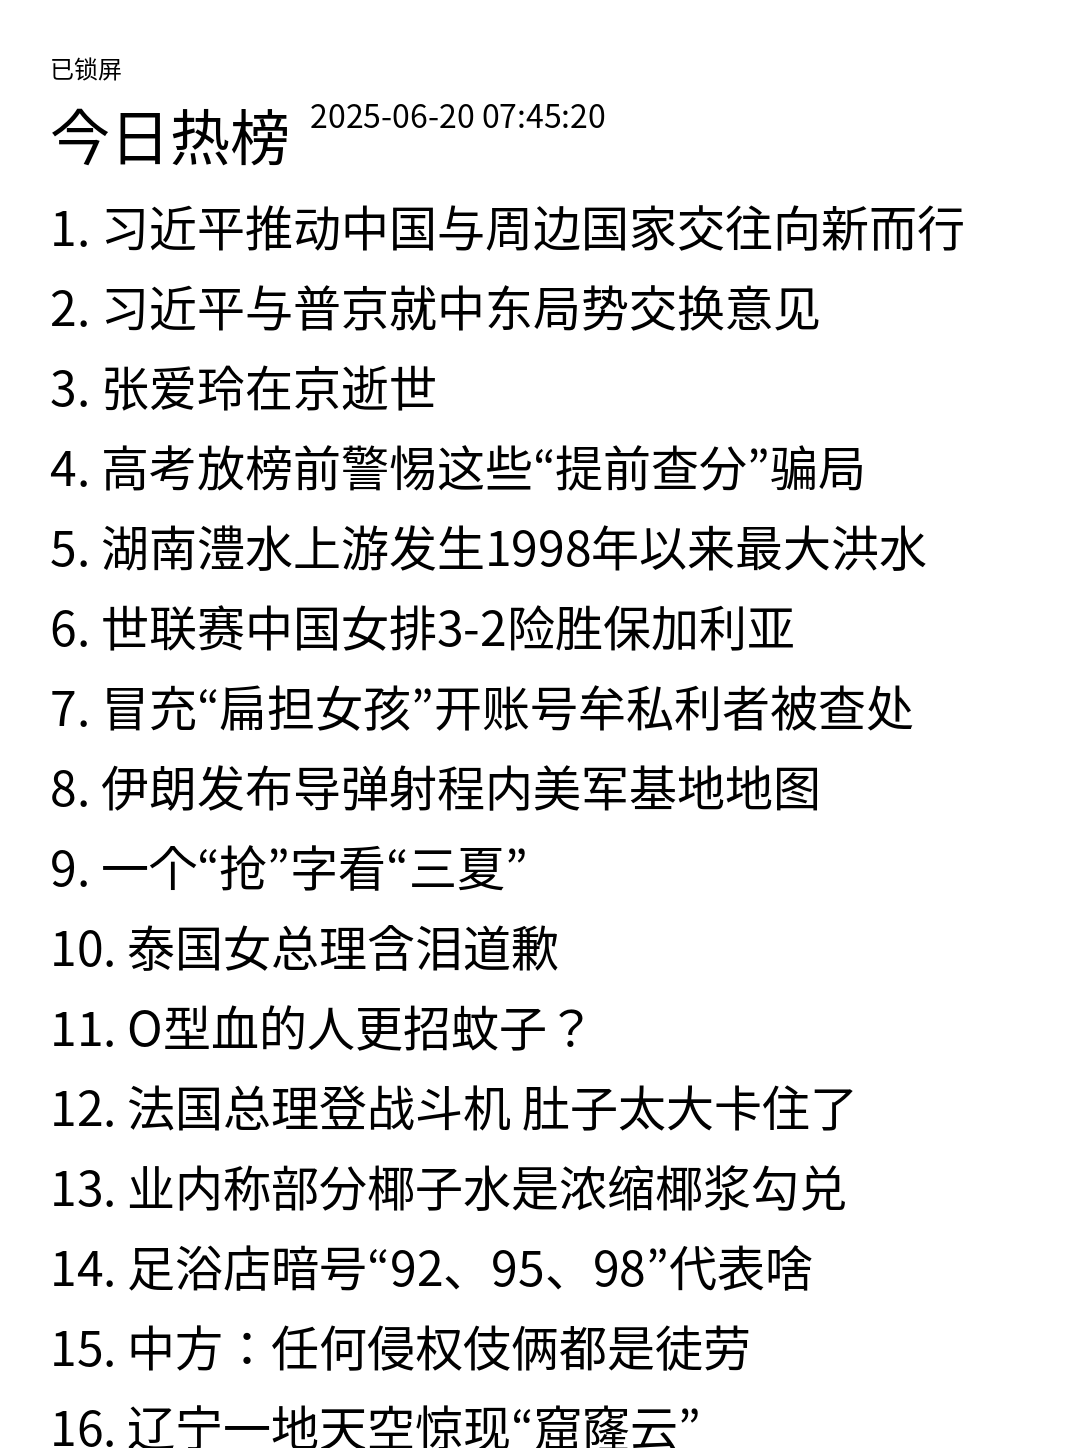 已锁屏
今日热榜 2025-06-20 07:45:20
1. 习近平推动中国与周边国家交往向新而行
2. 习近平与普京就中东局势交换意见
3. 张爱玲在京逝世
4. 高考放榜前警惕这些“提前查分”骗局
5. 湖南澧水上游发生1998年以来最大洪水
6. 世联赛中国女排3-2险胜保加利亚
7. 冒充“扁担女孩”开账号牟私利者被查处
8. 伊朗发布导弹射程内美军基地地图
9. 一个“抢”字看“三夏”
10. 泰国女总理含泪道歉
11. O型血的人更招蚊子？
12. 法国总理登战斗机 肚子太大卡住了
13. 业内称部分椰子水是浓缩椰浆勾兑
14. 足浴店暗号“92、95、98”代表啥
15. 中方：任何侵权伎俩都是徒劳
16. 辽宁一地天空惊现“窟窿云”